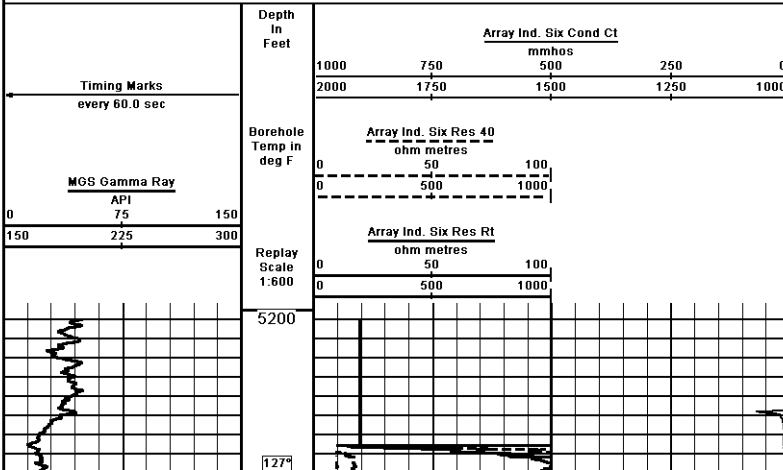 Timing Marks
every 60.0 sec
MGS Gamma Ray
API
0 75 150
150 225 300
Depth
In
Feet
Borehole
Temp in
deg F
Replay
Scale
1:600
5200
127°
Array Ind. Six Cond Ct
mmhos
1000 750 500 250 0
2000 1750 1500 1250 1000
Array Ind. Six Res 40
ohm metres
0 50 100
0 500 1000
Array Ind. Six Res Rt
ohm metres
0 50 100
0 500 1000